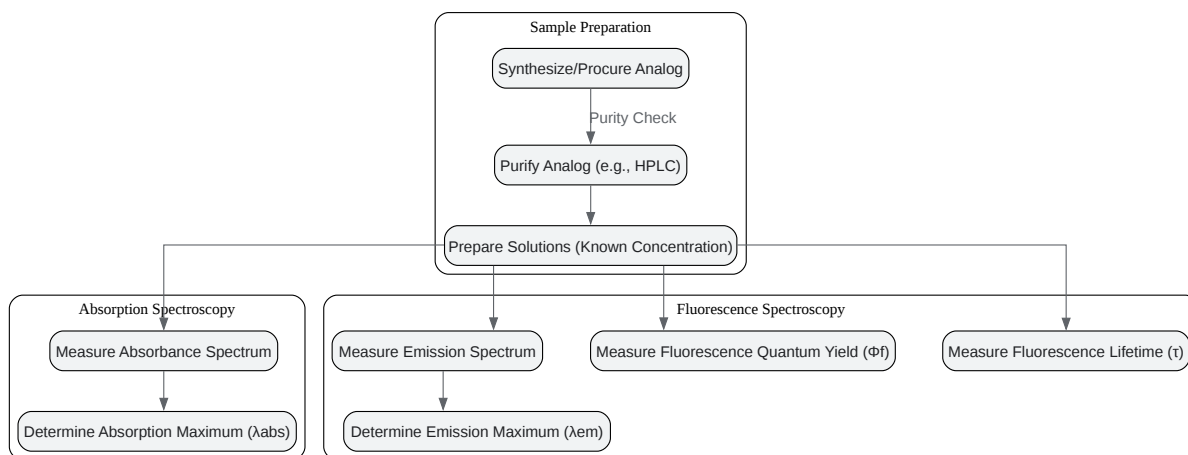 Sample Preparation
Synthesize/Procure Analog
Purity Check
Purify Analog (e.g., HPLC)
Prepare Solutions (Known Concentration)
Absorption Spectroscopy
Measure Absorbance Spectrum
Determine Absorption Maximum (λabs)
Fluorescence Spectroscopy
Measure Emission Spectrum
Measure Fluorescence Quantum Yield (Φf)
Measure Fluorescence Lifetime (τ)
Determine Emission Maximum (λem)